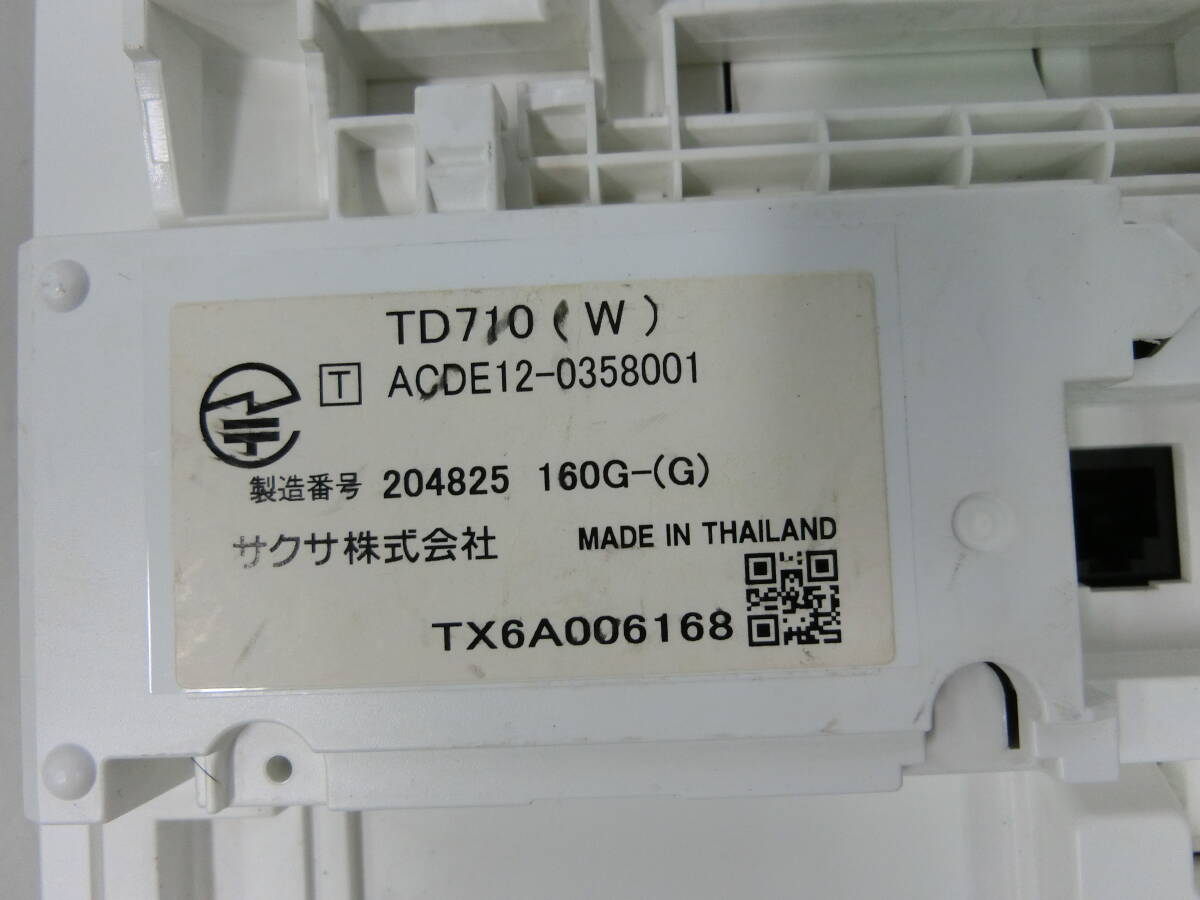 TD710 (W)
T ACDE12-0358001
製造番号 204825 160G-(G)
サクサ株式会社 MADE IN THAILAND
TX6A006168